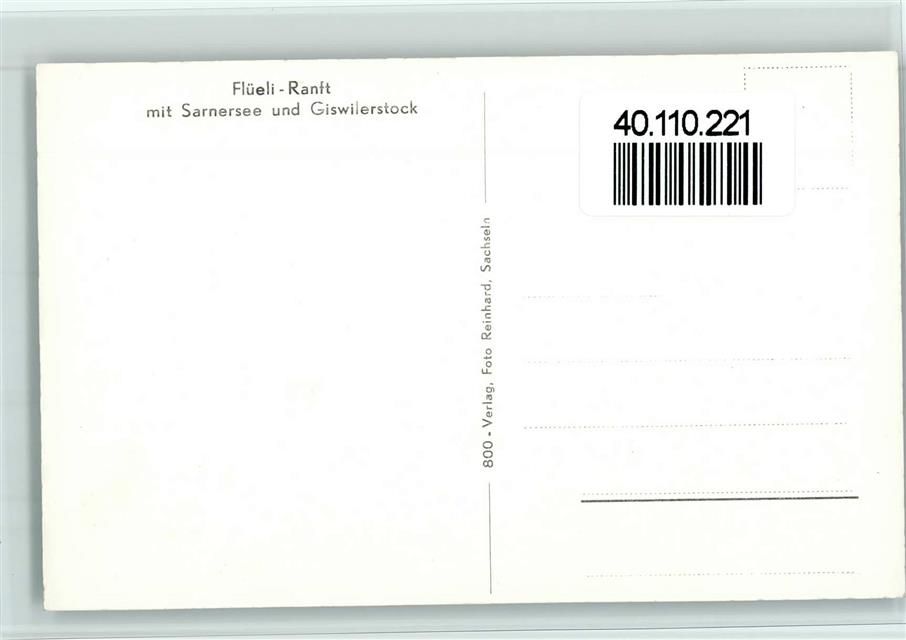 Flüeli - Ranft
mit Sarnersee und Giswilerstock
40.110.221
800 - Verlag, Foto Reinhard, Sachseln